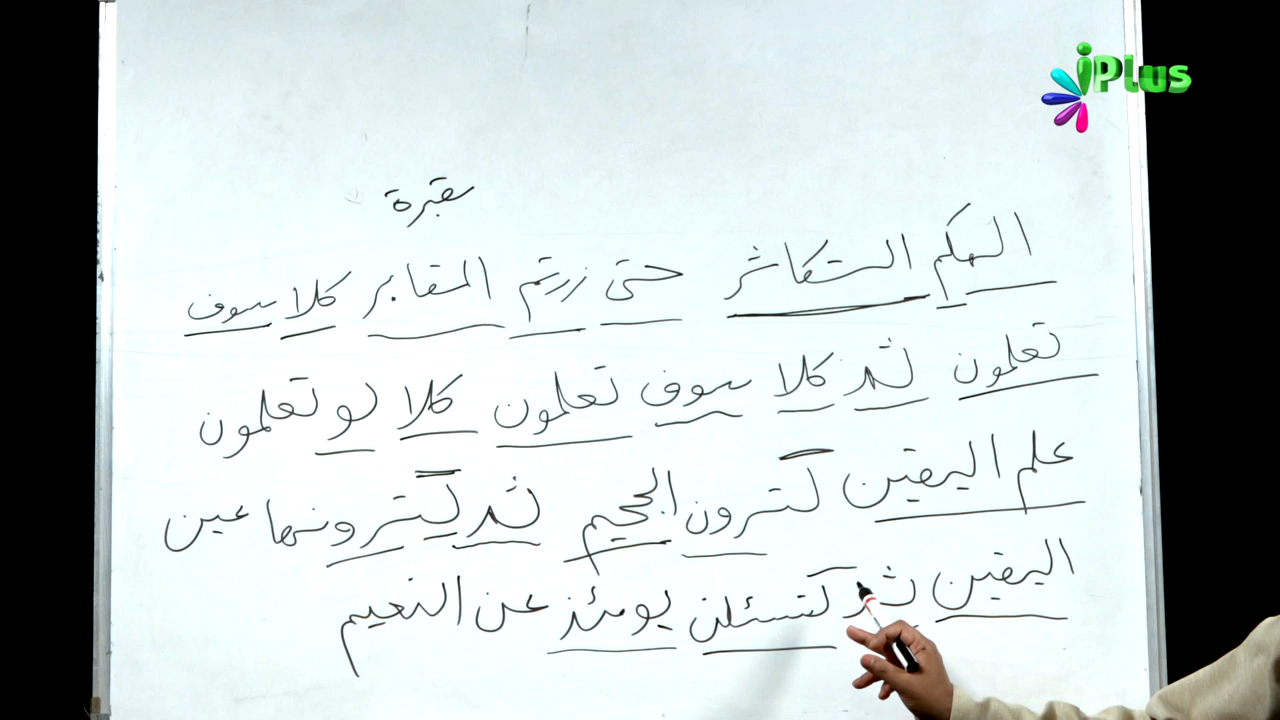 iPlus
مقبرة
الهكم التكاثر حتى زرتم المقابر كلا سوف
تعلمون ثم كلا سوف تعلمون كلا لو تعلمون
علم اليقين لترون الجحيم ثم لترونها عين
اليقين ثم لتسئلن يومئذ عن النعيم